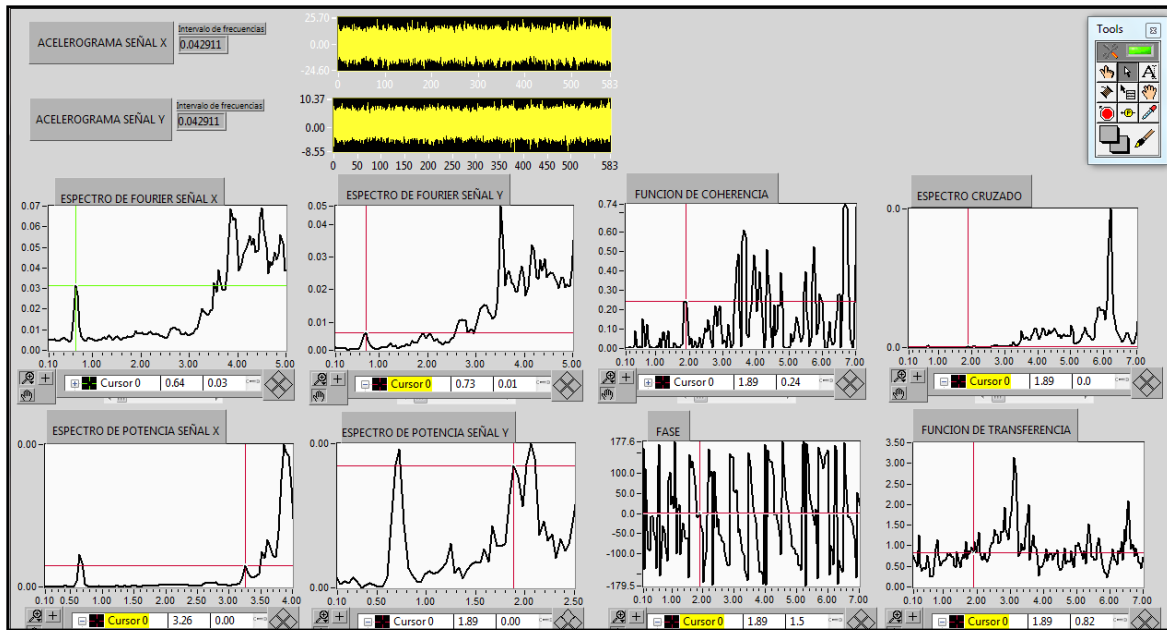 ACELEROGRAMA SEÑAL X
Intervalo de frecuencias
0.042911
25.70
0.00
-24.60
0 100 200 300 400 500 583
Tools
ACELEROGRAMA SEÑAL Y
Intervalo de frecuencias
0.042911
10.37
0.00
-8.55
0 50 100 150 200 250 300 350 400 450 500 583
ESPECTRO DE FOURIER SEÑAL X
0.07
0.06
0.05
0.04
0.03
0.02
0.01
0.00
0.10 1.00 2.00 3.00 4.00 5.00
Cursor 0 0.64 0.03
ESPECTRO DE FOURIER SEÑAL Y
0.05
0.04
0.03
0.02
0.01
0.00
0.10 1.00 2.00 3.00 4.00 5.00
Cursor 0 0.73 0.01
FUNCION DE COHERENCIA
0.74
0.60
0.50
0.40
0.30
0.20
0.10
0.00
0.10 1.00 2.00 3.00 4.00 5.00 6.00 7.00
Cursor 0 1.89 0.24
ESPECTRO CRUZADO
0.0
0.0
0.10 1.00 2.00 3.00 4.00 5.00 6.00 7.00
Cursor 0 1.89 0.0
ESPECTRO DE POTENCIA SEÑAL X
0.00
0.00
0.10 0.50 1.00 1.50 2.00 2.50 3.00 3.50 4.00
Cursor 0 3.26 0.00
ESPECTRO DE POTENCIA SEÑAL Y
0.00
0.00
0.10 0.50 1.00 1.50 2.00 2.50
Cursor 0 1.89 0.00
FASE
177.6
100.0
50.0
0.0
-50.0
-100.0
-179.5
0.10 1.00 2.00 3.00 4.00 5.00 6.00 7.00
Cursor 0 1.89 1.5
FUNCION DE TRANSFERENCIA
3.50
3.00
2.50
2.00
1.50
1.00
0.50
0.00
0.10 1.00 2.00 3.00 4.00 5.00 6.00 7.00
Cursor 0 1.89 0.82